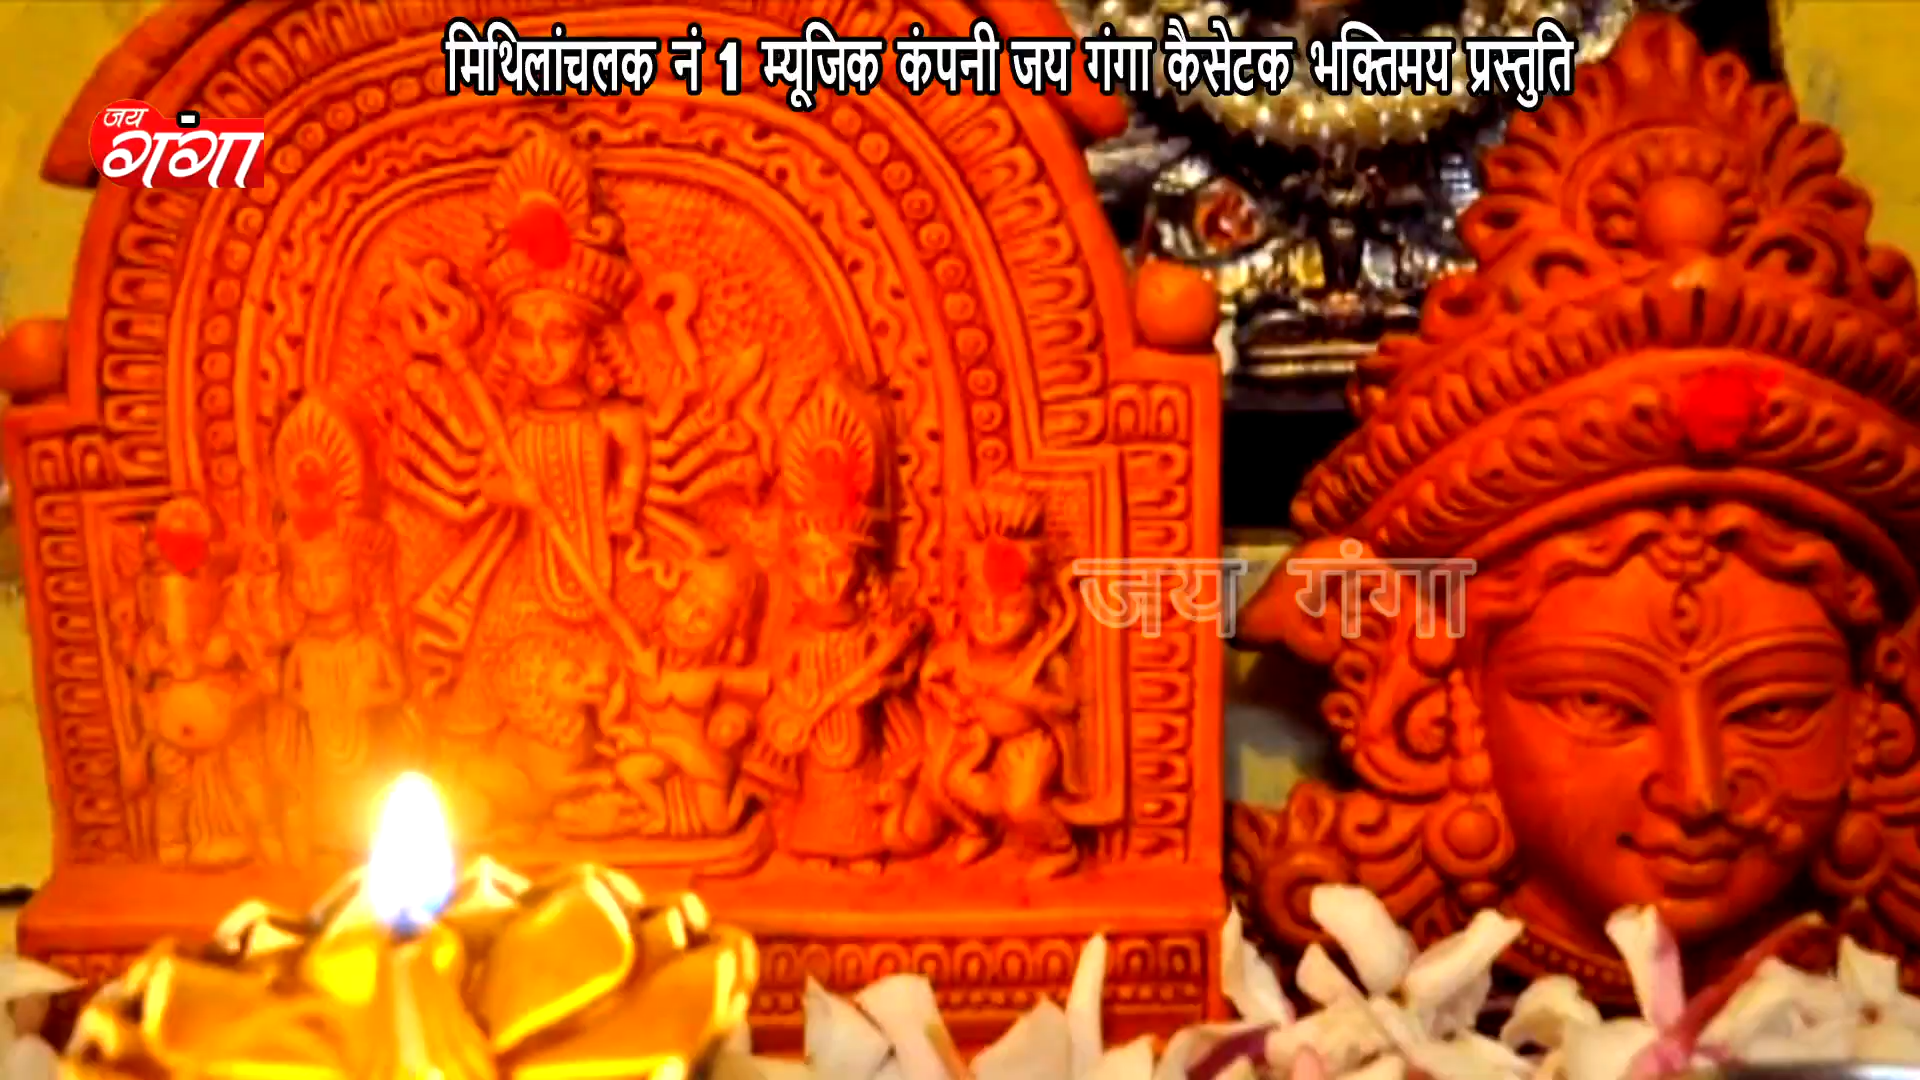 मिथिलांचलक नं 1 म्यूजिक कंपनी जय गंगा कैसेटक भक्तिमय प्रस्तुति
जय
गंगा
जय गंगा